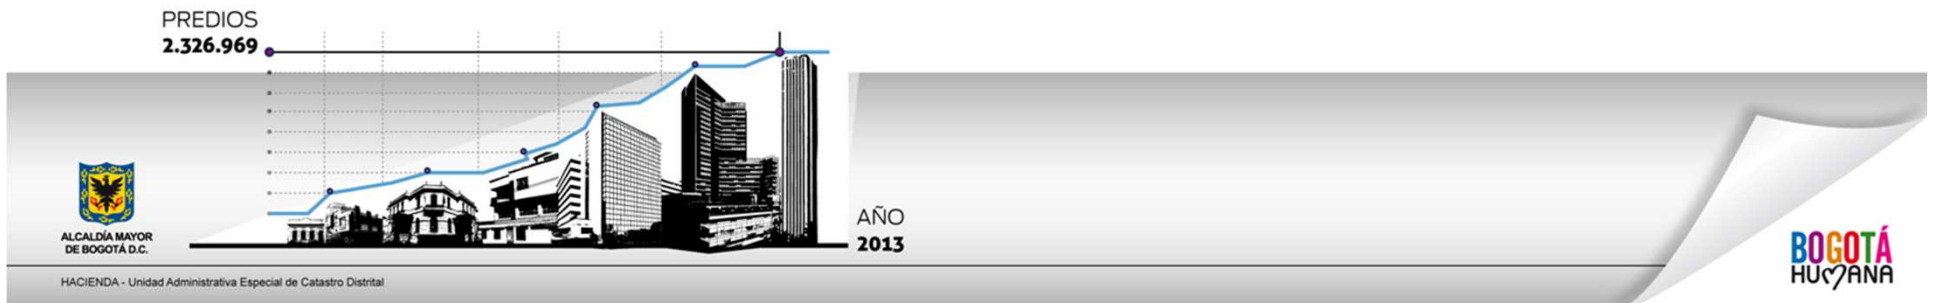 PREDIOS
2.326.969
AÑO
2013
ALCALDÍA MAYOR
DE BOGOTÁ D.C.
HACIENDA - Unidad Administrativa Especial de Catastro Distrital
BOGOTÁ
HUMANA